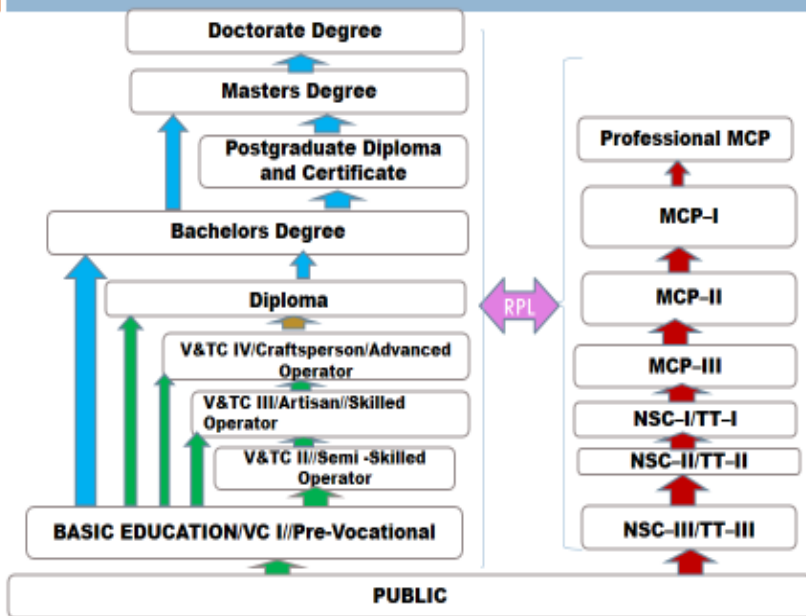 Doctorate Degree
Masters Degree
Postgraduate Diploma
and Certificate
Bachelors Degree
Diploma
V&TC IV/Craftsperson/Advanced
Operator
V&TC III/Artisan//Skilled
Operator
V&TC II//Semi -Skilled
Operator
BASIC EDUCATION/VC I//Pre-Vocational
RPL
Professional MCP
MCP–I
MCP–II
MCP–III
NSC–I/TT–I
NSC–II/TT–II
NSC–III/TT–III
PUBLIC